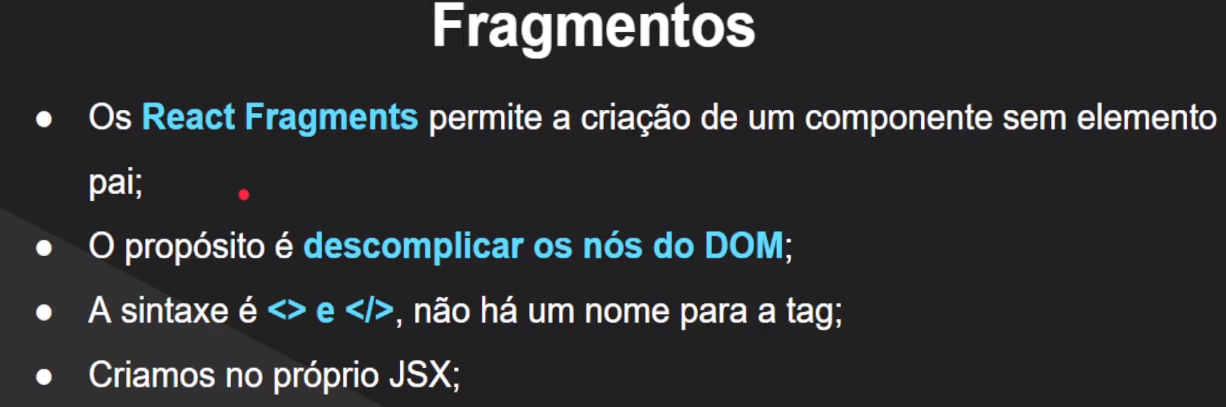 Fragmentos
● Os React Fragments permite a criação de um componente sem elemento
pai;
● O propósito é descomplicar os nós do DOM;
● A sintaxe é <> e </>, não há um nome para a tag;
● Criamos no próprio JSX;